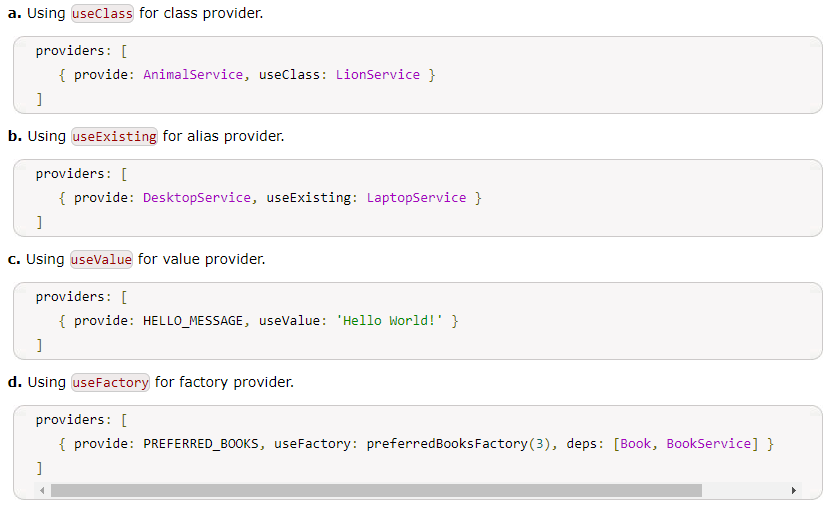 a. Using useClass for class provider.
providers: [
{ provide: AnimalService, useClass: LionService }
]
b. Using useExisting for alias provider.
providers: [
{ provide: DesktopService, useExisting: LaptopService }
]
c. Using useValue for value provider.
providers: [
{ provide: HELLO_MESSAGE, useValue: 'Hello World!' }
]
d. Using useFactory for factory provider.
providers: [
{ provide: PREFERRED_BOOKS, useFactory: preferredBooksFactory(3), deps: [Book, BookService] }
]